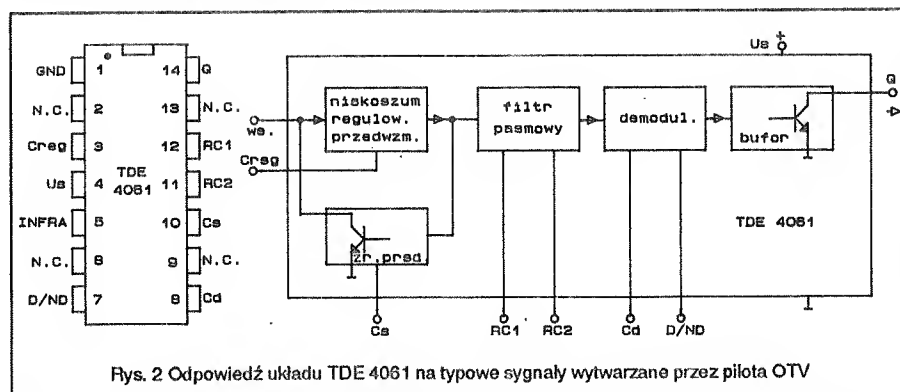 GND 1 14 Q
N.C. 2 13 N.C.
Creg 3 12 RC1
TDE
4061
Us 4 11 RC2
INFRA 5 10 Cs
N.C. 6 9 N.C.
D/ND 7 8 Cd
Us +
we.
Creg
niskoszum
regulow.
przedwzm.
filtr
pasmowy
demodul.
bufor
Q
zr.prad
TDE 4061
Cs
RC1
RC2
Cd
D/ND
Rys. 2 Odpowiedź układu TDE 4061 na typowe sygnały wytwarzane przez pilota OTV